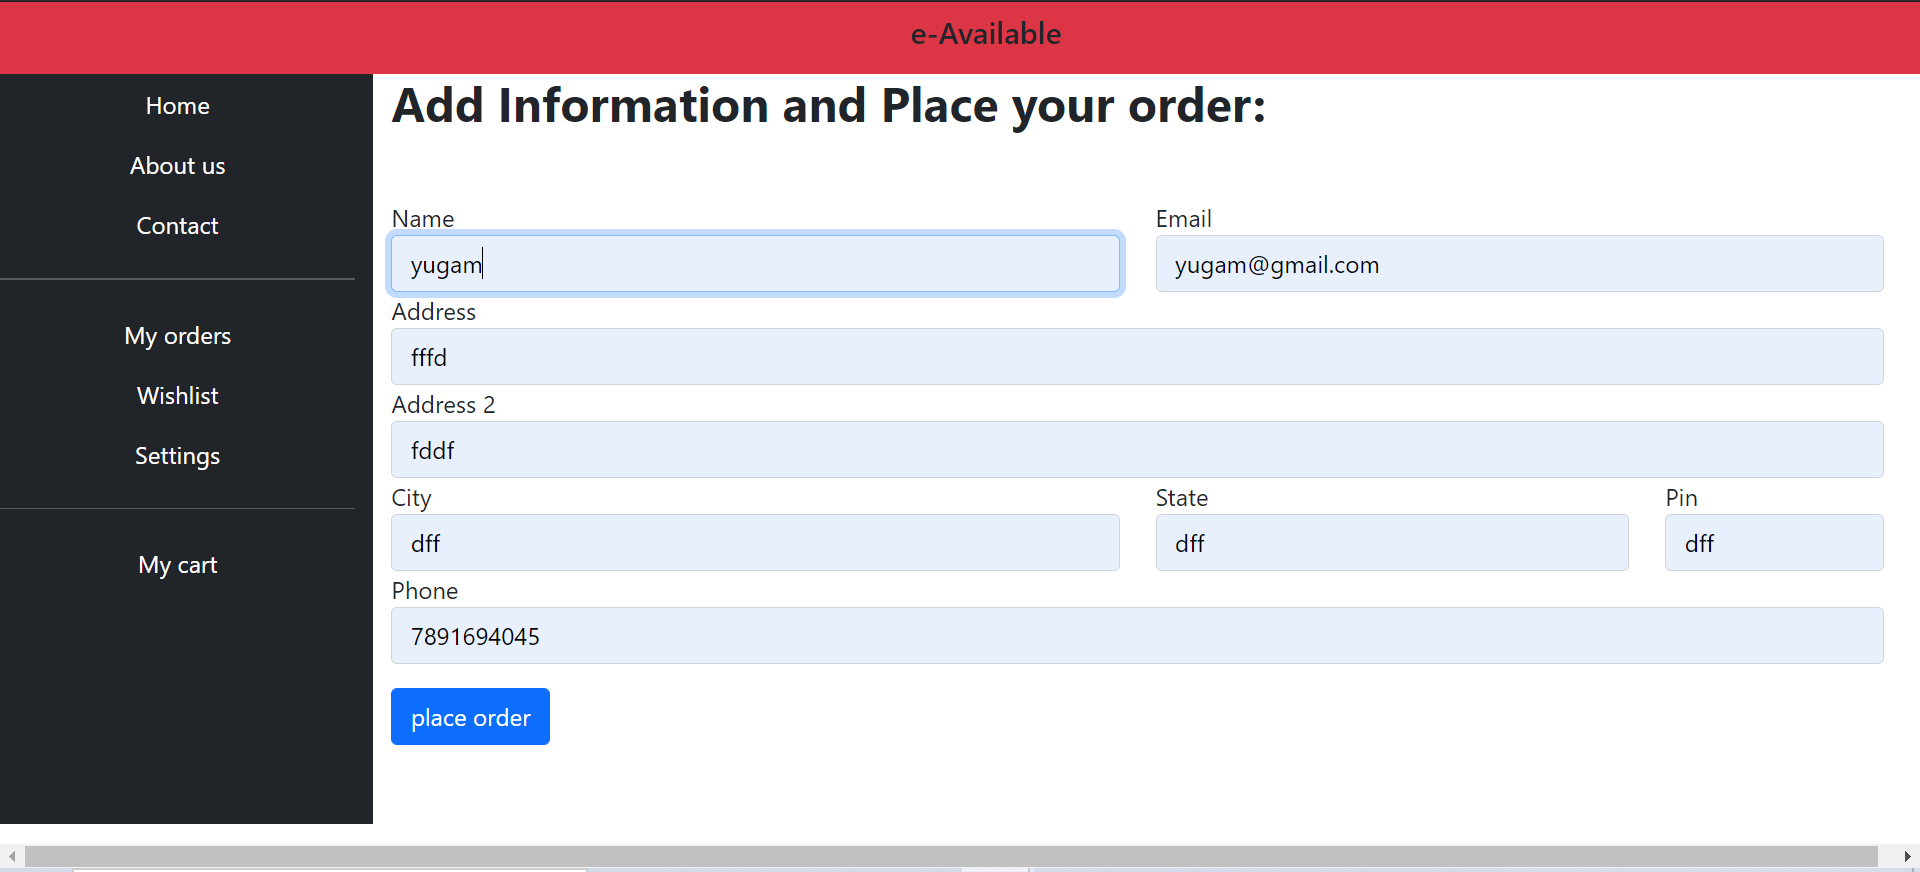 e-Available
Home
About us
Contact
My orders
Wishlist
Settings
My cart
Add Information and Place your order:
Name
yugam
Email
yugam@gmail.com
Address
fffd
Address 2
fddf
City
dff
State
dff
Pin
dff
Phone
7891694045
place order